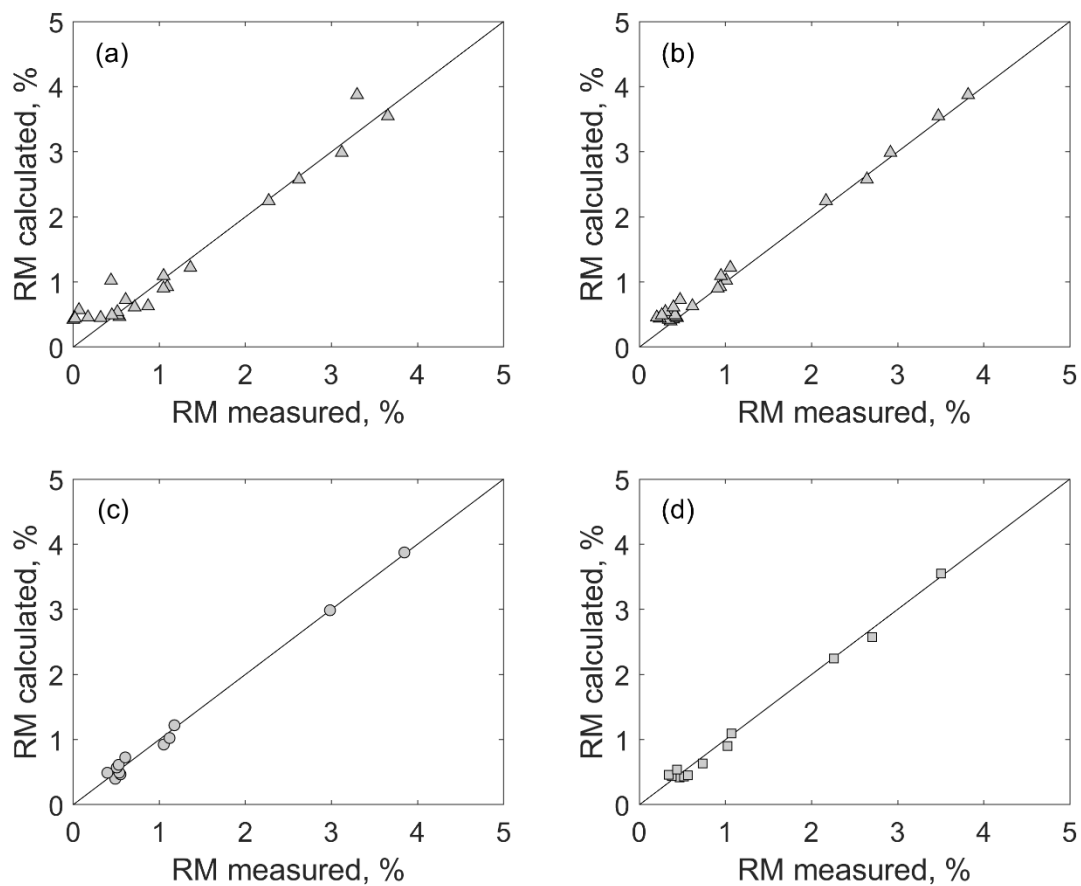 (a)
RM calculated, %
5
4
3
2
1
0
0 1 2 3 4 5
RM measured, %
(b)
RM calculated, %
5
4
3
2
1
0
0 1 2 3 4 5
RM measured, %
(c)
RM calculated, %
5
4
3
2
1
0
0 1 2 3 4 5
RM measured, %
(d)
RM calculated, %
5
4
3
2
1
0
0 1 2 3 4 5
RM measured, %